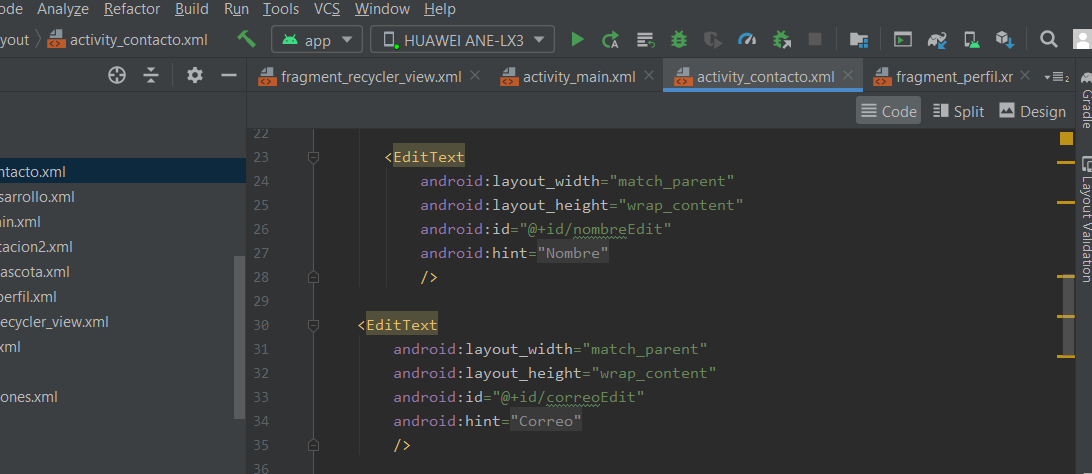 de Analyze Refactor Build Run Tools VCS Window Help
yout activity_contacto.xml app HUAWEI ANE-LX3
fragment_recycler_view.xml activity_main.xml activity_contacto.xml fragment_perfil.xr 2
Code Split Design
Gradle
Layout Validation
ntacto.xml
sarrollo.xml
in.xml
tacion2.xml
ascota.xml
perfil.xml
ecycler_view.xml
xml
ones.xml
22
23 <EditText
24 android:layout_width="match_parent"
25 android:layout_height="wrap_content"
26 android:id="@+id/nombreEdit"
27 android:hint="Nombre"
28 />
29
30 <EditText
31 android:layout_width="match_parent"
32 android:layout_height="wrap_content"
33 android:id="@+id/correoEdit"
34 android:hint="Correo"
35 />
36